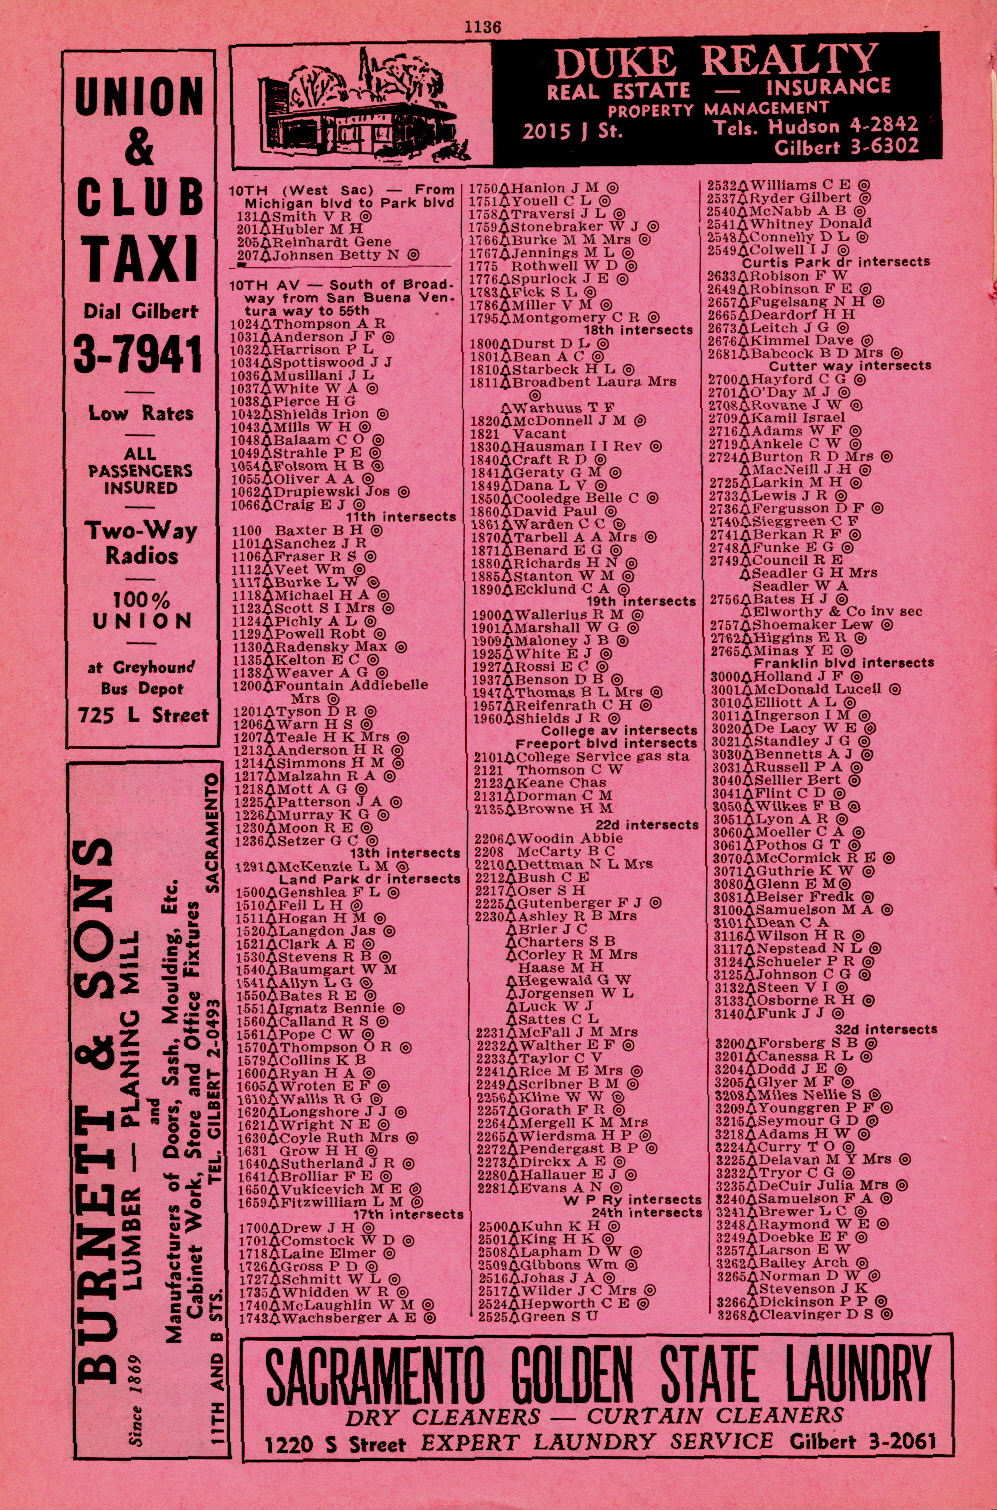 1136
UNION
&
CLUB
TAXI
Dial Gilbert
3-7941
Low Rates
ALL
PASSENGERS
INSURED
Two-Way
Radios
100%
UNION
at Greyhound
Bus Depot
725 L Street
BURNETT & SONS
LUMBER — PLANING MILL
Since 1869
Manufacturers of Doors, Sash, Moulding, Etc.
and
Cabinet Work, Store and Office Fixtures
11TH AND B STS. TEL. GILBERT 2-0493 SACRAMENTO
DUKE REALTY
REAL ESTATE — INSURANCE
PROPERTY MANAGEMENT
2015 J St. Tels. Hudson 4-2842
Gilbert 3-6302
10TH (West Sac) — From
Michigan blvd to Park blvd
131△Smith V R ◎
201△Hubler M H
205△Reinhardt Gene
207△Johnsen Betty N ◎
10TH AV — South of Broad-
way from San Buena Ven-
tura way to 55th
1024△Thompson A R
1031△Anderson J F ◎
1032△Harrison P L
1034△Spottiswood J J
1036△Musillani J L
1037△White W A ◎
1038△Pierce H G
1042△Shields Irion ◎
1043△Mills W H ◎
1048△Balaam C O ◎
1049△Strahle P E ◎
1054△Folsom H B ◎
1055△Oliver A A ◎
1062△Drupiewski Jos ◎
1066△Craig E J ◎
11th intersects
1100 Baxter B H ◎
1101△Sanchez J R
1106△Fraser R S ◎
1112△Veet Wm ◎
1117△Burke L W ◎
1118△Michael H A ◎
1123△Scott S I Mrs ◎
1124△Pichly A L ◎
1129△Powell Robt ◎
1130△Radensky Max ◎
1135△Kelton E C ◎
1138△Weaver A G ◎
1200△Fountain Addiebelle
Mrs ◎
1201△Tyson D R ◎
1206△Warn H S ◎
1207△Teale H K Mrs ◎
1213△Anderson H R ◎
1214△Simmons H M ◎
1217△Malzahn R A ◎
1218△Mott A G ◎
1225△Patterson J A ◎
1226△Murray K G ◎
1230△Moon R E ◎
1236△Setzer G C ◎
13th intersects
1291△McKenzie L M ◎
Land Park dr intersects
1500△Genshlea F L ◎
1510△Feil L H ◎
1511△Hogan H M ◎
1520△Langdon Jas ◎
1521△Clark A E ◎
1530△Stevens R B ◎
1540△Baumgart W M
1541△Allyn L G ◎
1550△Bates R E ◎
1551△Ignatz Bennie ◎
1560△Calland R S ◎
1561△Pope C W ◎
1570△Thompson O R ◎
1579△Collins K B
1600△Ryan H A ◎
1605△Wroten E F ◎
1610△Wallis R G ◎
1620△Longshore J J ◎
1621△Wright N E ◎
1630△Coyle Ruth Mrs ◎
1631 Grow H H ◎
1640△Sutherland J R ◎
1641△Brolliar F E ◎
1650△Vukicevich M E ◎
1659△Fitzwilliam L M ◎
17th intersects
1700△Drew J H ◎
1701△Comstock W D ◎
1718△Laine Elmer ◎
1726△Gross P D ◎
1727△Schmitt W L ◎
1735△Whidden W R ◎
1740△McLaughlin W M ◎
1743△Wachsberger A E ◎
1750△Hanlon J M ◎
1751△Youell C L ◎
1758△Traversi J L ◎
1759△Stonebraker W J ◎
1766△Burke M M Mrs ◎
1767△Jennings M L ◎
1775 Rothwell W D ◎
1776△Spurlock J E ◎
1783△Fick S L ◎
1786△Miller V M ◎
1795△Montgomery C R ◎
18th intersects
1800△Durst D L ◎
1801△Bean A C ◎
1810△Starbeck H L ◎
1811△Broadbent Laura Mrs
◎
△Warhuus T F
1820△McDonnell J M ◎
1821 Vacant
1830△Hausman I I Rev ◎
1840△Craft R D ◎
1841△Geraty G M ◎
1849△Dana L V ◎
1850△Cooledge Belle C ◎
1860△David Paul ◎
1861△Warden C C ◎
1870△Tarbell A A Mrs ◎
1871△Benard E G ◎
1880△Richards H N ◎
1885△Stanton W M ◎
1890△Ecklund C A ◎
19th intersects
1900△Wallerius R M ◎
1901△Marshall W G ◎
1909△Maloney J B ◎
1925△White E J ◎
1927△Rossi E C ◎
1937△Benson D B ◎
1947△Thomas B L Mrs ◎
1957△Reifenrath C H ◎
1960△Shields J R ◎
College av intersects
Freeport blvd intersects
2101△College Service gas sta
2121 Thomson C W
2123△Keane Chas
2131△Dorman C M
2135△Browne H M
22d intersects
2206△Woodin Abbie
2208 McCarty B C
2210△Dettman N L Mrs
2212△Bush C E
2217△Oser S H
2225△Gutenberger F J ◎
2230△Ashley R B Mrs
△Brier J C
△Charters S B
△Corley R M Mrs
Haase M H
△Hegewald G W
△Jorgensen W L
△Luck W J
△Sattes C L
2231△McFall J M Mrs
2232△Walther E F ◎
2233△Taylor C V
2241△Rice M E Mrs ◎
2249△Scribner B M ◎
2256△Kline W W ◎
2257△Gorath F R ◎
2264△Mergell K M Mrs
2265△Wierdsma H P ◎
2272△Pendergast B P ◎
2273△Dirckx A E ◎
2280△Hallauer E J ◎
2281△Evans A N ◎
W P Ry intersects
24th intersects
2500△Kuhn K H ◎
2501△King H K ◎
2508△Lapham D W ◎
2509△Gibbons Wm ◎
2516△Johas J A ◎
2517△Wilder J C Mrs ◎
2524△Hepworth C E ◎
2525△Green S U
2532△Williams C E ◎
2537△Ryder Gilbert ◎
2540△McNabb A B ◎
2541△Whitney Donald
2548△Connelly D L ◎
2549△Colwell I J ◎
Curtis Park dr intersects
2633△Robison F W
2649△Robinson F E ◎
2657△Fugelsang N H ◎
2665△Deardorf H H
2673△Leitch J G ◎
2676△Kimmel Dave ◎
2681△Babcock B D Mrs ◎
Cutter way intersects
2700△Hayford C G ◎
2701△O'Day M J ◎
2708△Rovane J W ◎
2709△Kamil Israel
2716△Adams W F ◎
2719△Ankele C W ◎
2724△Burton R D Mrs ◎
△MacNeill J H ◎
2725△Larkin M H ◎
2733△Lewis J R ◎
2736△Fergusson D F ◎
2740△Sieggreen C F
2741△Berkan R F ◎
2748△Funke E G ◎
2749△Council R E
△Seadler G H Mrs
Seadler W A
2756△Bates H J ◎
△Elworthy & Co inv sec
2757△Shoemaker Lew ◎
2762△Higgins E R ◎
2765△Minas Y E ◎
Franklin blvd intersects
3000△Holland J F ◎
3001△McDonald Lucell ◎
3010△Elliott A L ◎
3011△Ingerson I M ◎
3020△De Lacy W E ◎
3021△Standley J G ◎
3030△Bennetts A J ◎
3031△Russell P A ◎
3040△Selller Bert ◎
3041△Flint C D ◎
3050△Wilkes F B ◎
3051△Lyon A R ◎
3060△Moeller C A ◎
3061△Pothos G T ◎
3070△McCormick R E ◎
3071△Guthrie K W ◎
3080△Glenn E M◎
3081△Beiser Fredk ◎
3100△Samuelson M A ◎
3101△Dean C A
3116△Wilson H R ◎
3117△Nepstead N L ◎
3124△Schueler P R ◎
3125△Johnson C G ◎
3132△Steen V I ◎
3133△Osborne R H ◎
3140△Funk J J ◎
32d intersects
3200△Forsberg S B ◎
3201△Canessa R L ◎
3204△Dodd J E ◎
3205△Glyer M F ◎
3208△Miles Nellie S ◎
3209△Younggren P F ◎
3215△Seymour G D ◎
3218△Adams H W ◎
3224△Curry T O ◎
3225△Delavan M Y Mrs ◎
3232△Tryor C G ◎
3235△DeCuir Julia Mrs ◎
3240△Samuelson F A ◎
3241△Brewer L C ◎
3248△Raymond W E ◎
3249△Doebke E F ◎
3257△Larson E W
3262△Bailey Arch ◎
3265△Norman D W ◎
△Stevenson J K
3266△Dickinson P P ◎
3268△Cleavinger D S ◎
SACRAMENTO GOLDEN STATE LAUNDRY
DRY CLEANERS — CURTAIN CLEANERS
1220 S Street EXPERT LAUNDRY SERVICE Gilbert 3-2061